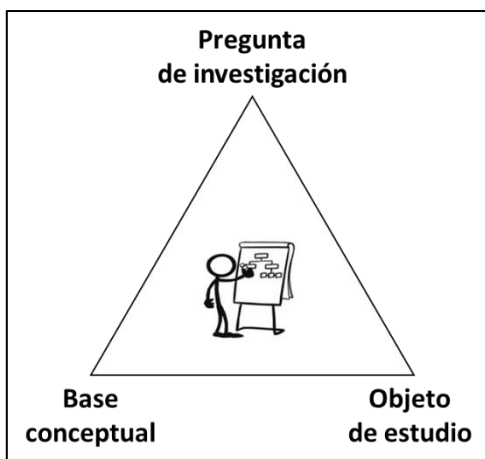 Pregunta
de investigación
Base
conceptual
Objeto
de estudio